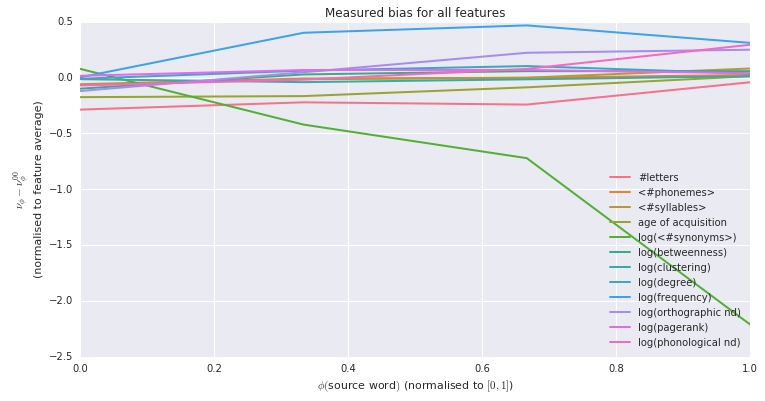 Measured bias for all features
0.5
0.0
−0.5
−1.0
−1.5
−2.0
−2.5
ν_ϕ − ν_ϕ^00
(normalised to feature average)
#letters
<#phonemes>
<#syllables>
age of acquisition
log(<#synonyms>)
log(betweenness)
log(clustering)
log(degree)
log(frequency)
log(orthographic nd)
log(pagerank)
log(phonological nd)
0.0 0.2 0.4 0.6 0.8 1.0
ϕ(source word) (normalised to [0, 1])